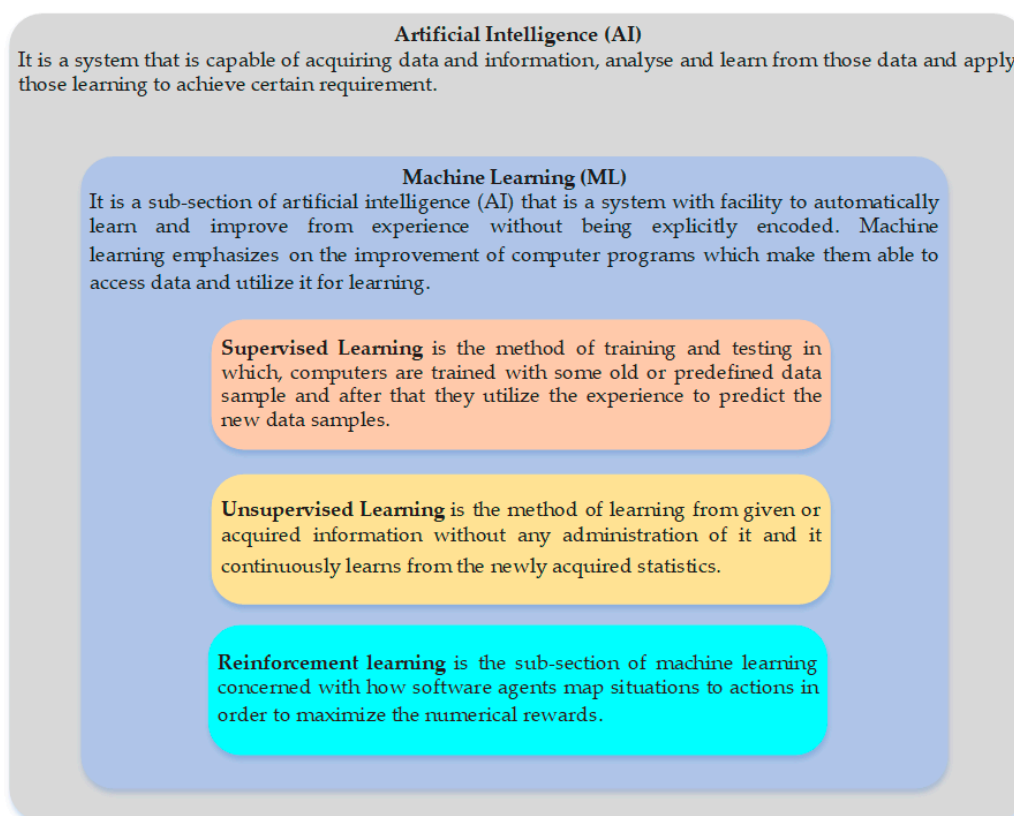 Artificial Intelligence (AI)
It is a system that is capable of acquiring data and information, analyse and learn from those data and apply
those learning to achieve certain requirement.
Machine Learning (ML)
It is a sub-section of artificial intelligence (AI) that is a system with facility to automatically
learn and improve from experience without being explicitly encoded. Machine
learning emphasizes on the improvement of computer programs which make them able to
access data and utilize it for learning.
Supervised Learning is the method of training and testing in
which, computers are trained with some old or predefined data
sample and after that they utilize the experience to predict the
new data samples.
Unsupervised Learning is the method of learning from given or
acquired information without any administration of it and it
continuously learns from the newly acquired statistics.
Reinforcement learning is the sub-section of machine learning
concerned with how software agents map situations to actions in
order to maximize the numerical rewards.